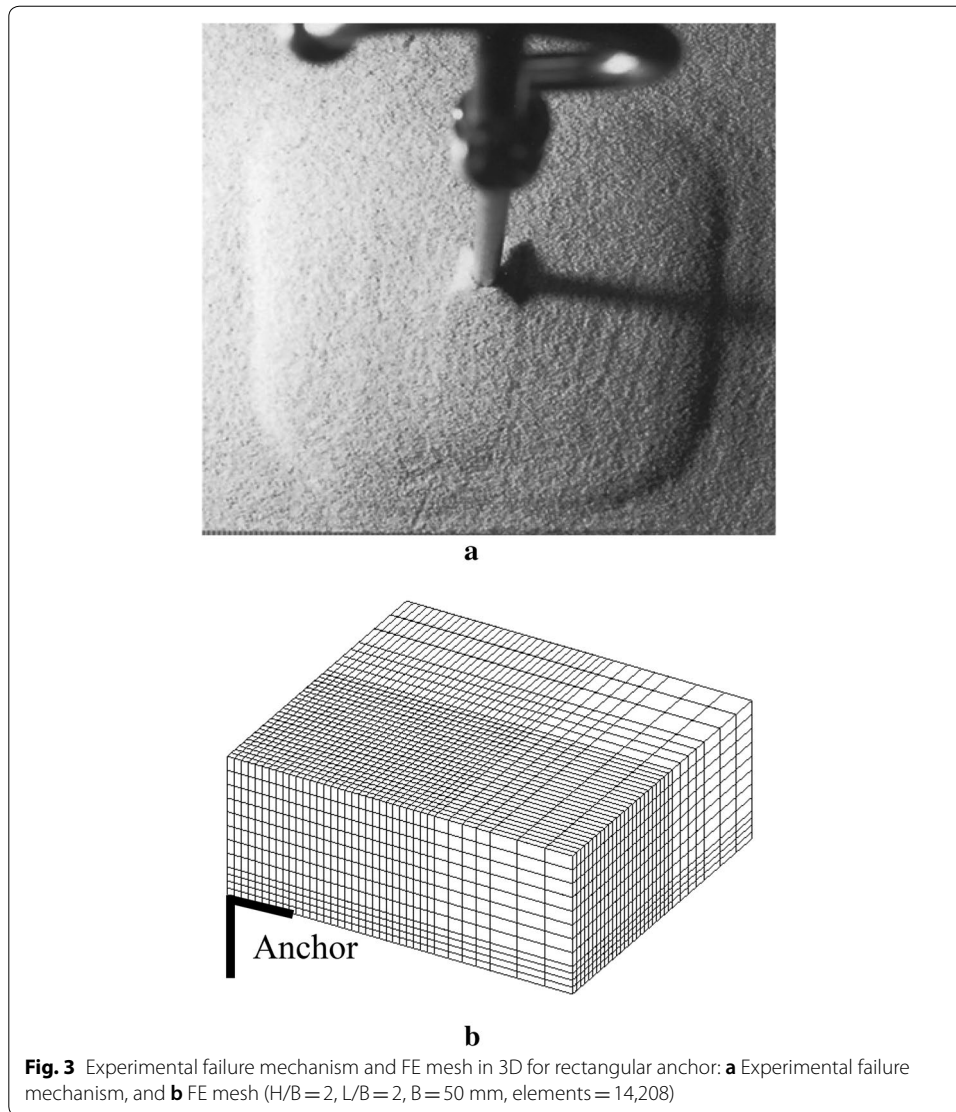 a
Anchor
b
Fig. 3 Experimental failure mechanism and FE mesh in 3D for rectangular anchor: a Experimental failure
mechanism, and b FE mesh (H/B = 2, L/B = 2, B = 50 mm, elements = 14,208)